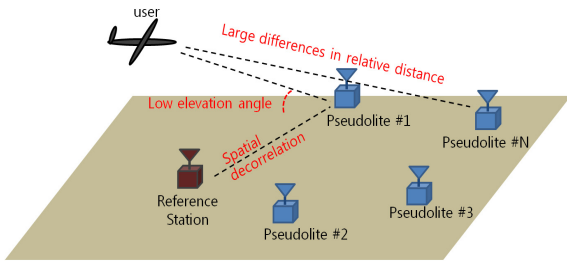 user
Large differences in relative distance
Low elevation angle
Pseudolite #1
Pseudolite #N
Spatial
decorrelation
Reference
Station
Pseudolite #2
Pseudolite #3